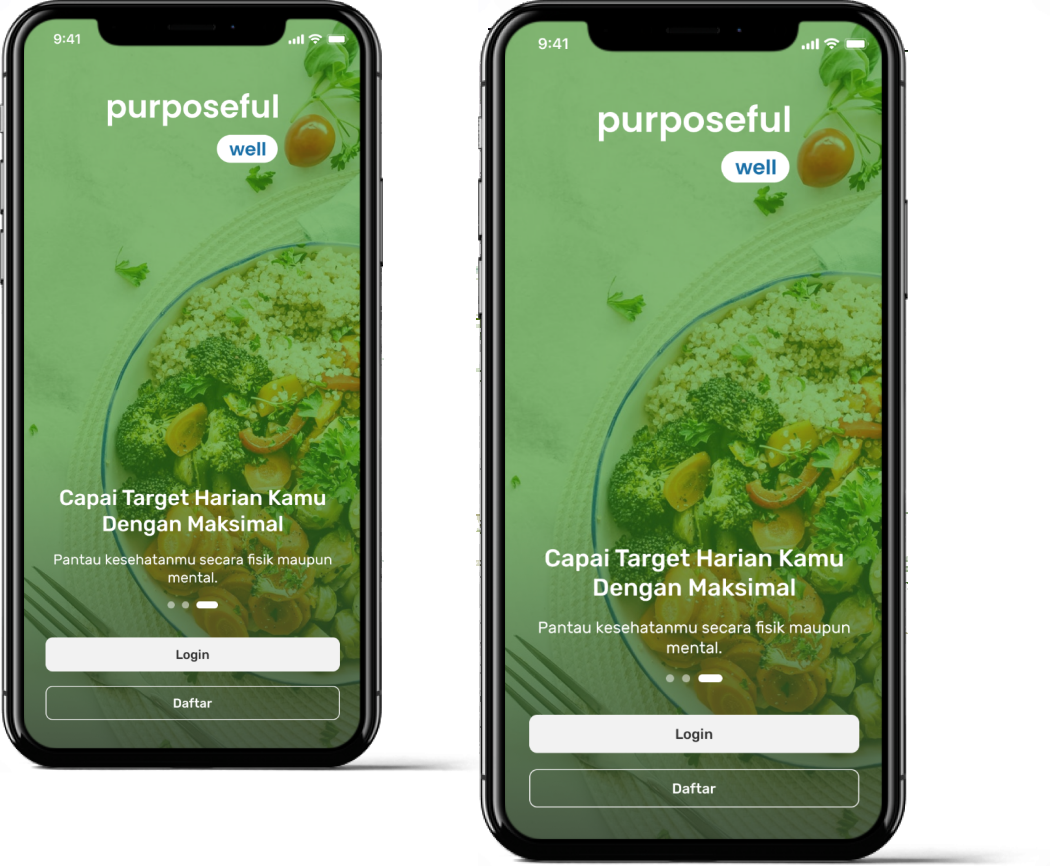 9:41
purposeful
well
Capai Target Harian Kamu
Dengan Maksimal
Pantau kesehatanmu secara fisik maupun
mental.
Login
Daftar
9:41
purposeful
well
Capai Target Harian Kamu
Dengan Maksimal
Pantau kesehatanmu secara fisik maupun
mental.
Login
Daftar